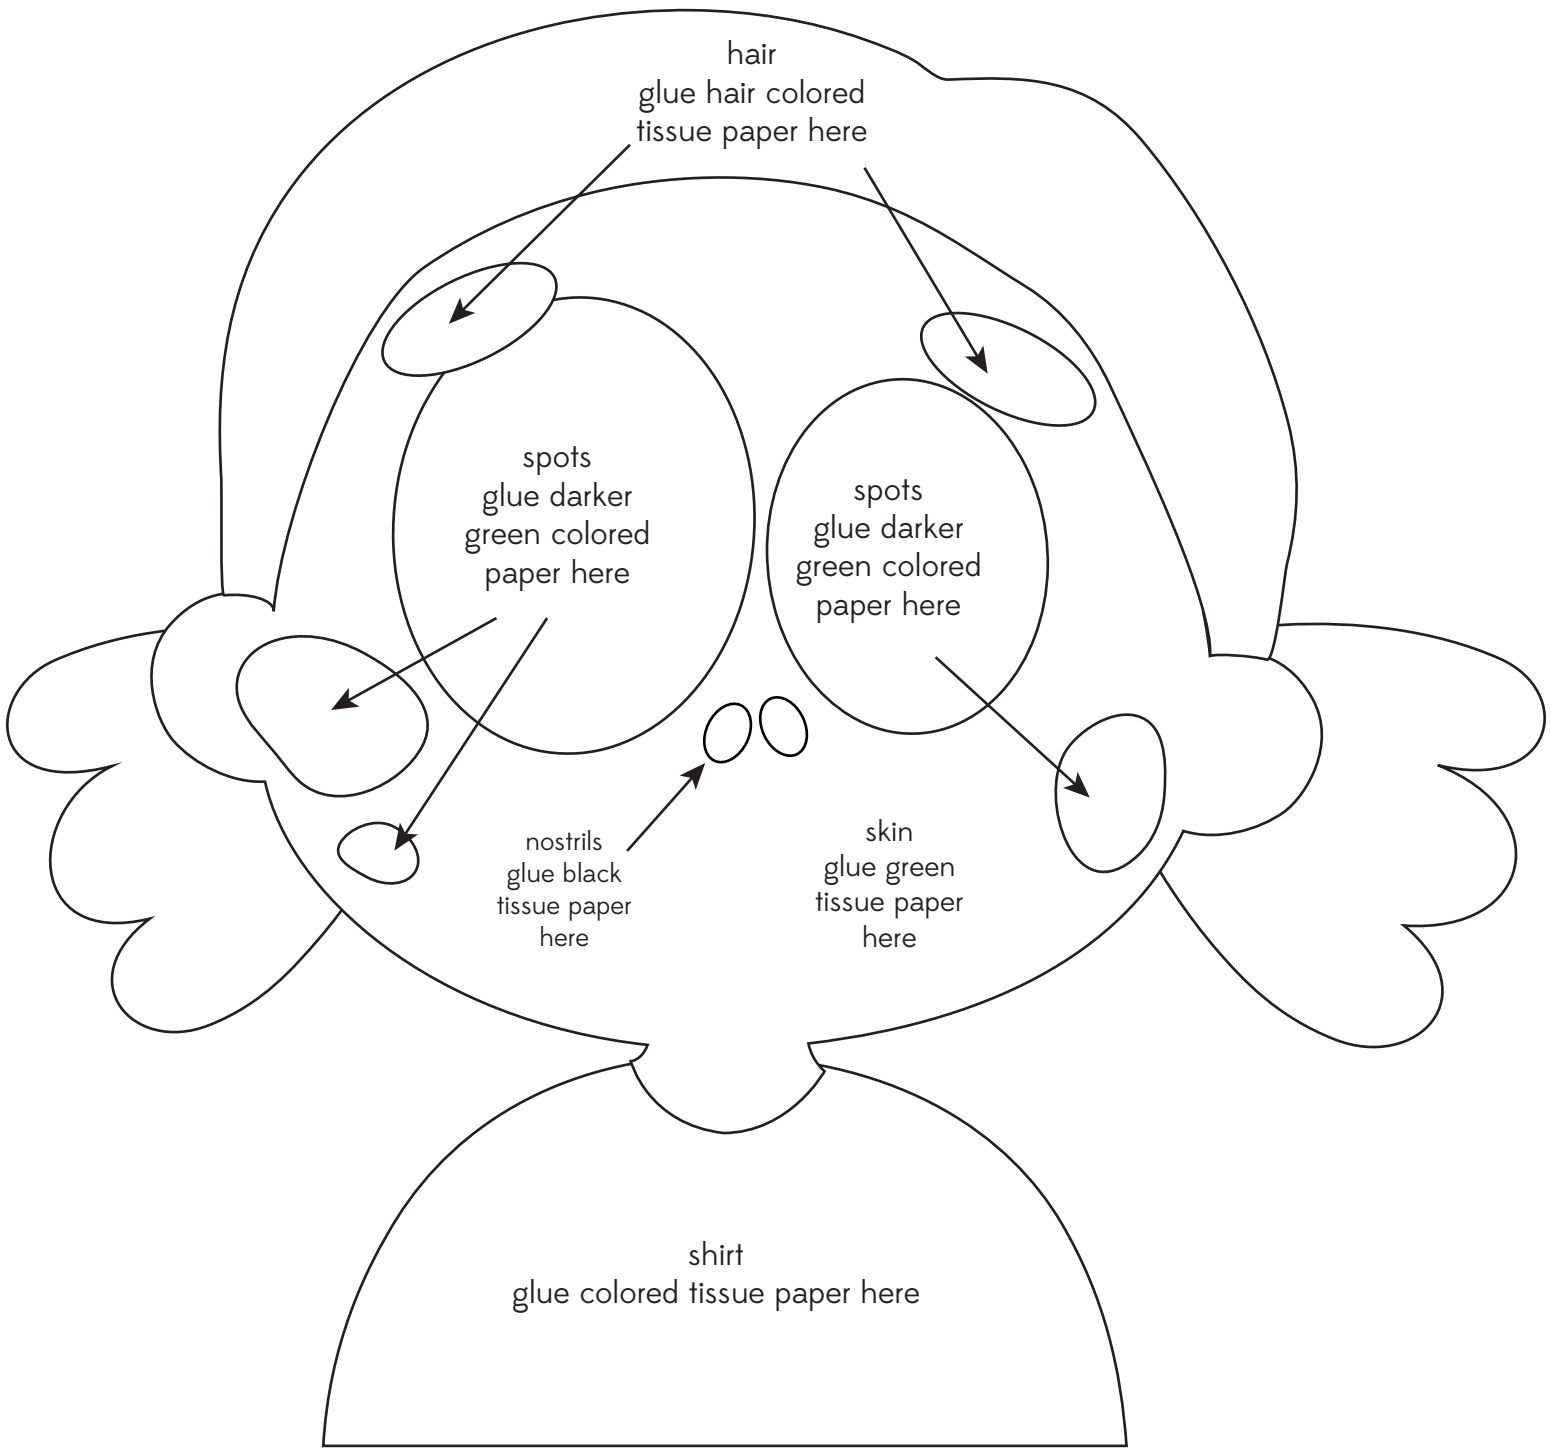 hair
glue hair colored
tissue paper here
spots
glue darker
green colored
paper here
spots
glue darker
green colored
paper here
nostrils
glue black
tissue paper
here
skin
glue green
tissue paper
here
shirt
glue colored tissue paper here